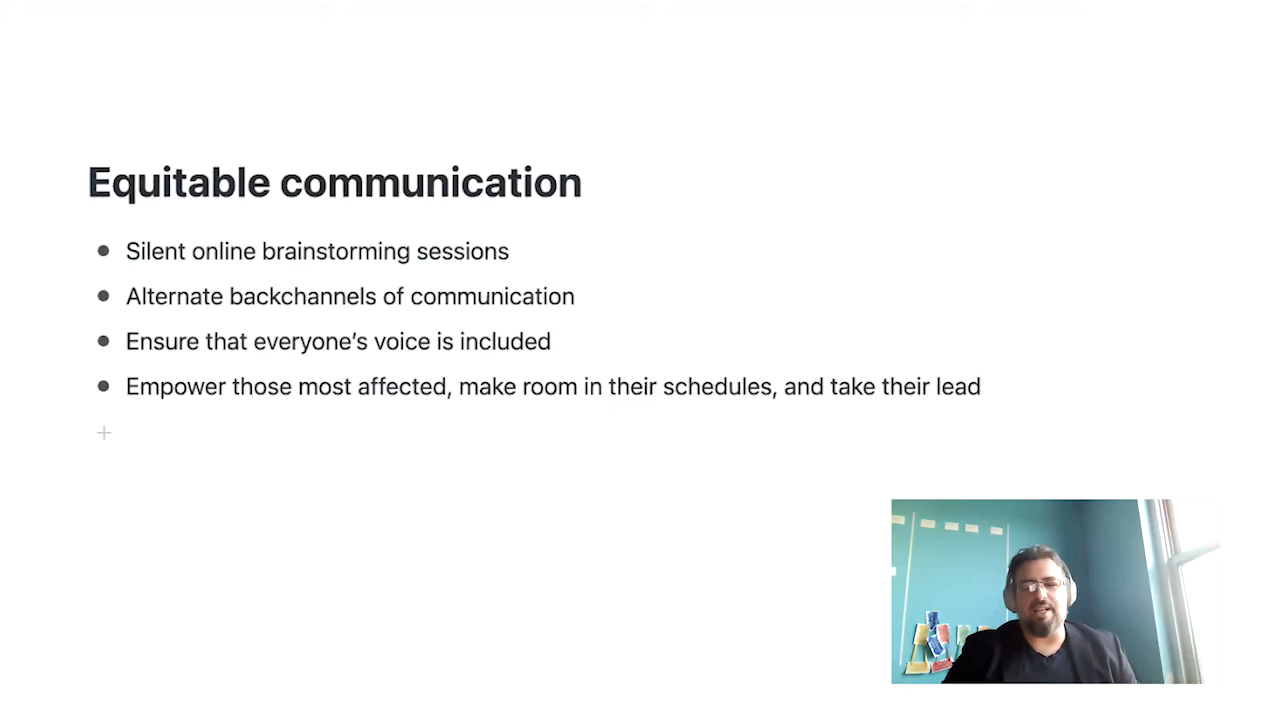 Equitable communication
Silent online brainstorming sessions
Alternate backchannels of communication
Ensure that everyone’s voice is included
Empower those most affected, make room in their schedules, and take their lead